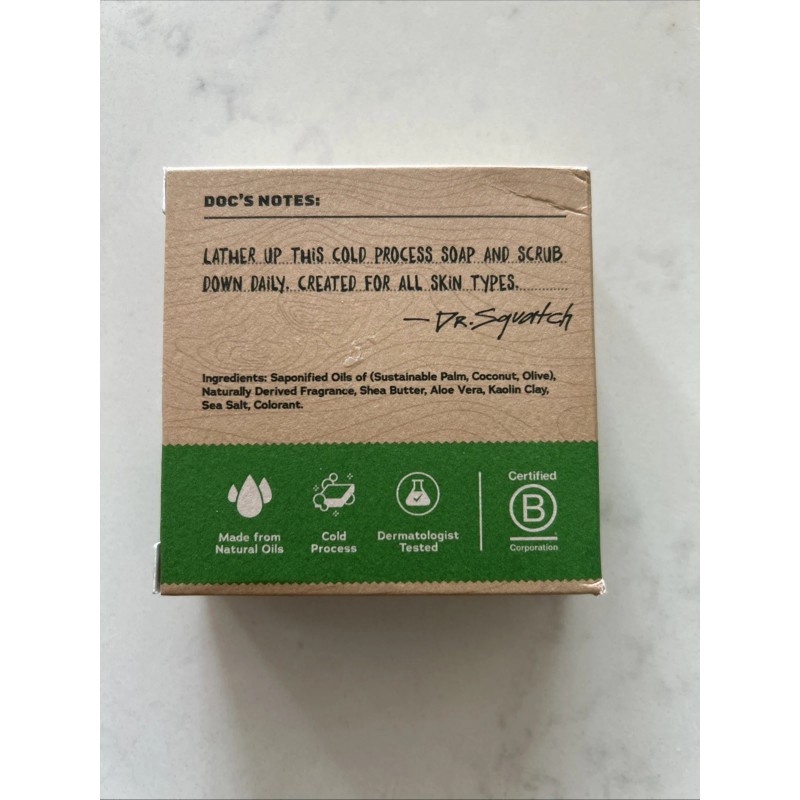 DOC'S NOTES:
LATHER UP THIS COLD PROCESS SOAP AND SCRUB
DOWN DAILY. CREATED FOR ALL SKIN TYPES.
—DR. Squatch
Ingredients: Saponified Oils of (Sustainable Palm, Coconut, Olive),
Naturally Derived Fragrance, Shea Butter, Aloe Vera, Kaolin Clay,
Sea Salt, Colorant.
Made from
Natural Oils
Cold
Process
Dermatologist
Tested
Certified
B
Corporation